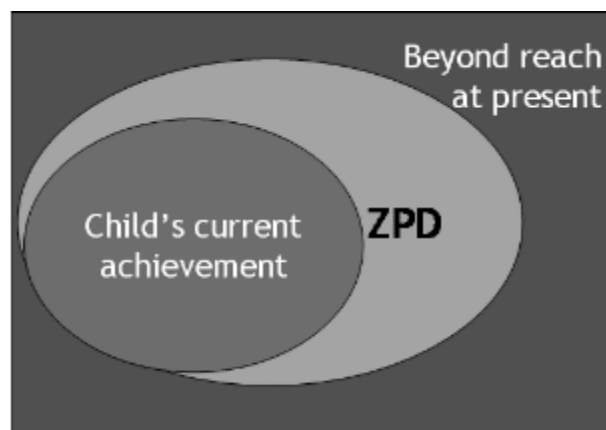 Beyond reach
at present
Child's current
achievement
ZPD